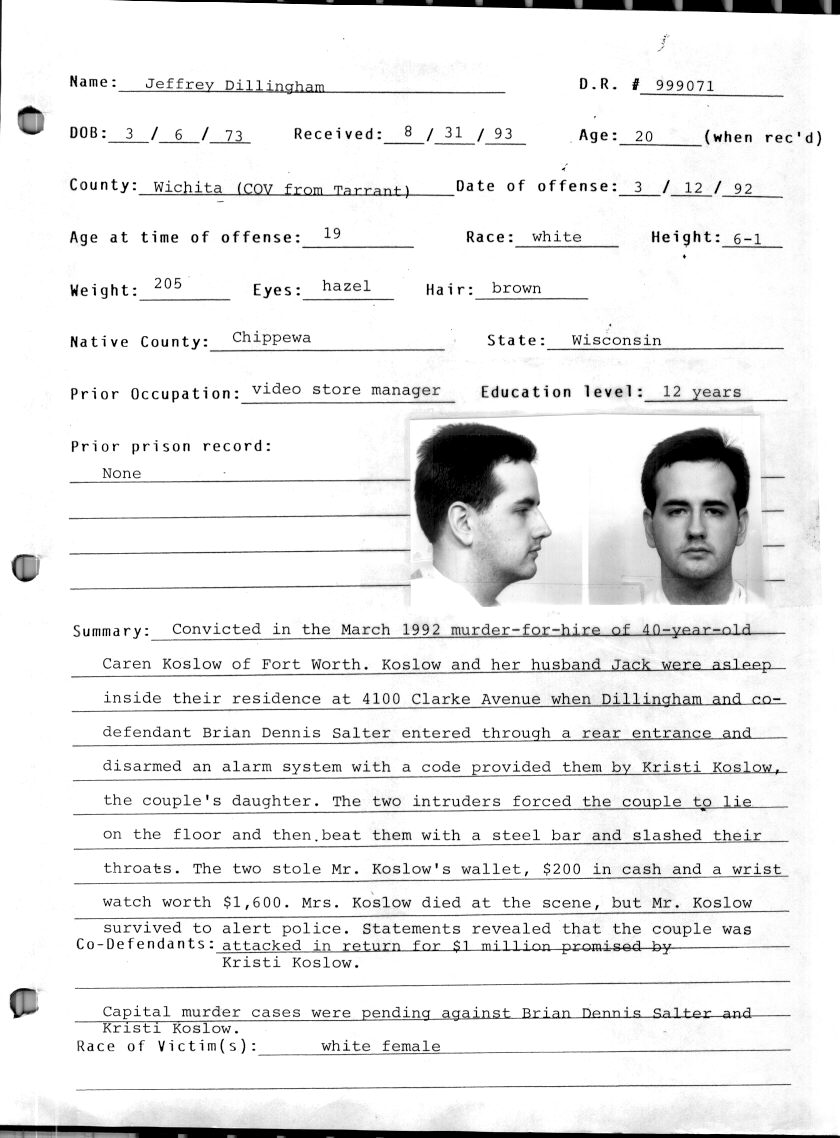 Name: Jeffrey Dillingham D.R. # 999071
DOB: 3 / 6 / 73 Received: 8 / 31 / 93 Age: 20 (when rec'd)
County: Wichita (COV from Tarrant) Date of offense: 3 / 12 / 92
Age at time of offense: 19 Race: white Height: 6-1
Weight: 205 Eyes: hazel Hair: brown
Native County: Chippewa State: Wisconsin
Prior Occupation: video store manager Education level: 12 years
Prior prison record:
None
Summary: Convicted in the March 1992 murder-for-hire of 40-year-old
Caren Koslow of Fort Worth. Koslow and her husband Jack were asleep
inside their residence at 4100 Clarke Avenue when Dillingham and co-
defendant Brian Dennis Salter entered through a rear entrance and
disarmed an alarm system with a code provided them by Kristi Koslow,
the couple's daughter. The two intruders forced the couple to lie
on the floor and then beat them with a steel bar and slashed their
throats. The two stole Mr. Koslow's wallet, $200 in cash and a wrist
watch worth $1,600. Mrs. Koslow died at the scene, but Mr. Koslow
survived to alert police. Statements revealed that the couple was
Co-Defendants: attacked in return for $1 million promised by
Kristi Koslow.
Capital murder cases were pending against Brian Dennis Salter and
Kristi Koslow.
Race of Victim(s): white female